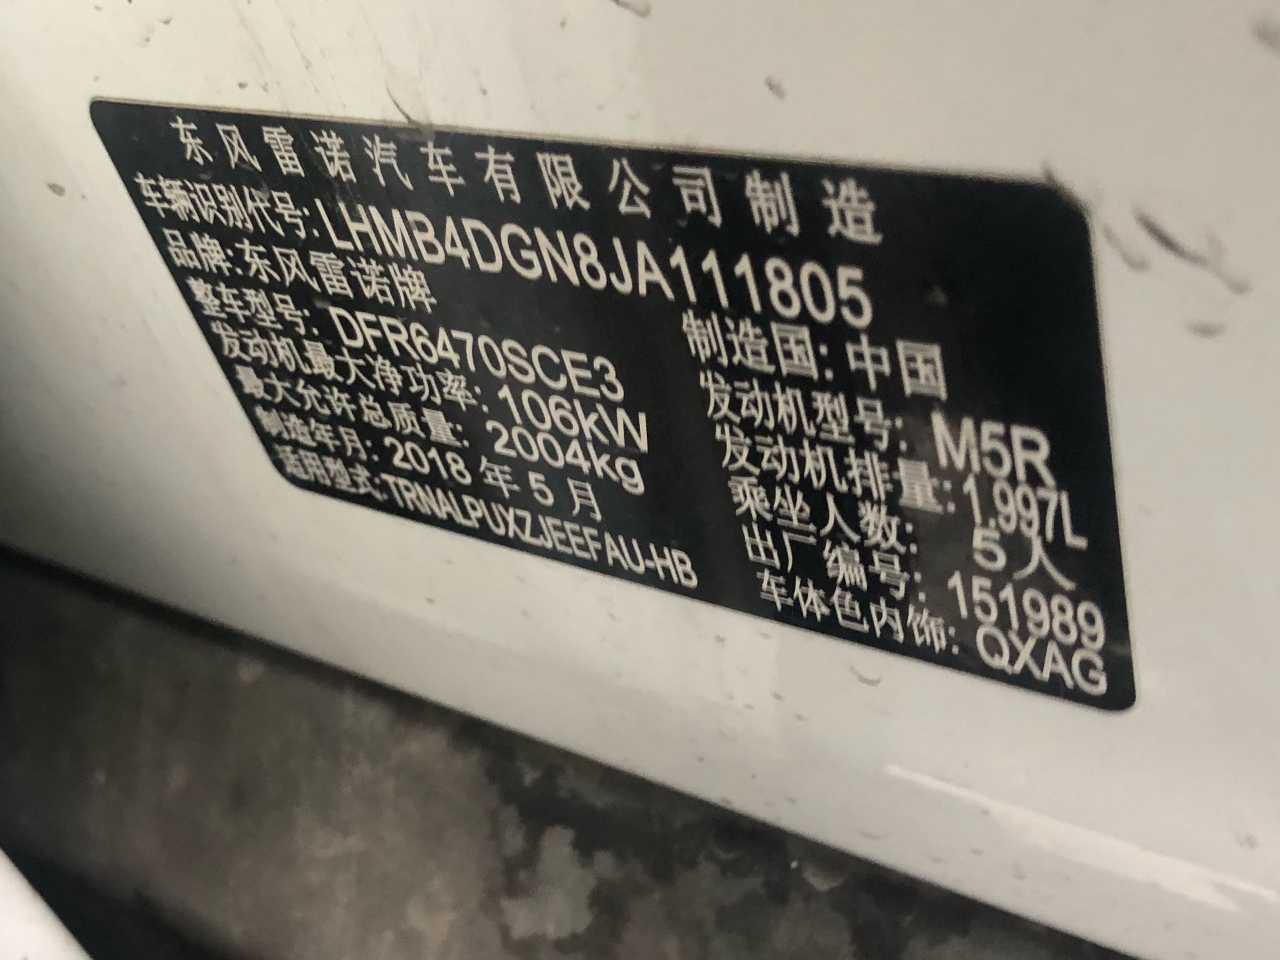 东风雷诺汽车有限公司制造
车辆识别代号: LHMB4DGN8JA111805
品牌: 东风雷诺牌 制造国: 中国
整车型号: DFR6470SCE3 发动机型号: M5R
发动机最大净功率: 106kW 发动机排量: 1.997L
最大允许总质量: 2004kg 乘坐人数: 5人
制造年月: 2018年5月 出厂编号: 151989
适用型式: TRNALPUXZJEEFAU-HB 车体色内饰: QXAG